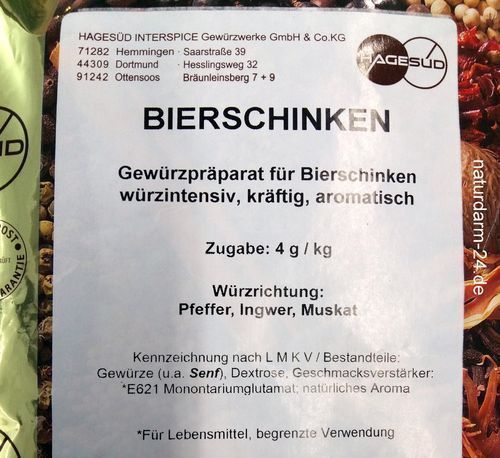 HAGESÜD INTERSPICE Gewürzwerke GmbH & Co.KG
71282 Hemmingen · Saarstraße 39
44309 Dortmund · Hesslingsweg 32
91242 Ottensoos Bräunleinsberg 7 + 9
HAGESÜD
BIERSCHINKEN
Gewürzpräparat für Bierschinken
würzintensiv, kräftig, aromatisch
Zugabe: 4 g / kg
Würzrichtung:
Pfeffer, Ingwer, Muskat
Kennzeichnung nach L M K V / Bestandteile:
Gewürze (u.a. Senf), Dextrose, Geschmacksverstärker:
*E621 Monontariumglutamat; natürliches Aroma
*Für Lebensmittel, begrenzte Verwendung
naturdarm-24.de